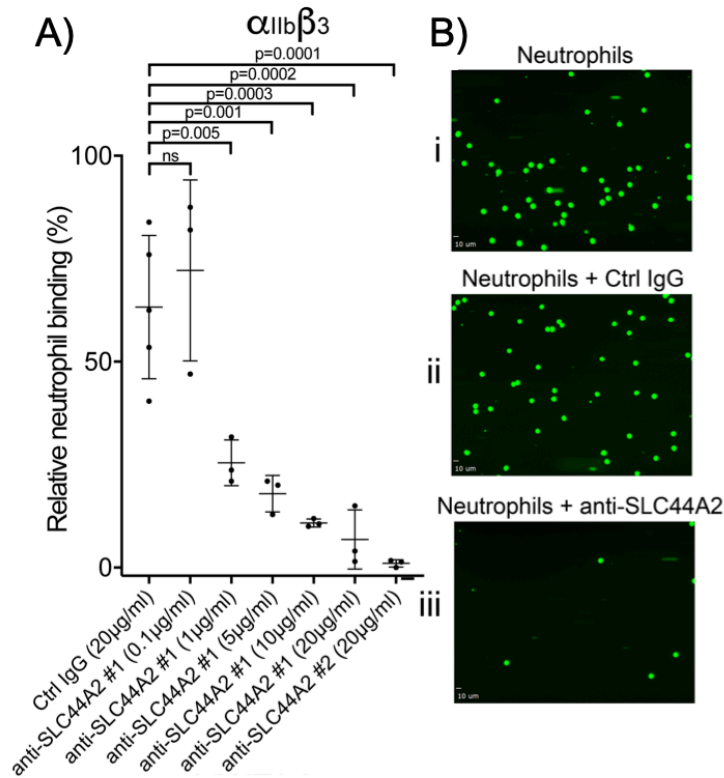 A)
αIIbβ3
p=0.0001
p=0.0002
p=0.0003
p=0.001
p=0.005
ns
100
50
0
Relative neutrophil binding (%)
Ctrl IgG (20μg/ml)
anti-SLC44A2 #1 (0.1μg/ml)
anti-SLC44A2 #1 (1μg/ml)
anti-SLC44A2 #1 (5μg/ml)
anti-SLC44A2 #1 (10μg/ml)
anti-SLC44A2 #1 (20μg/ml)
anti-SLC44A2 #2 (20μg/ml)
B)
Neutrophils
i
10 um
Neutrophils + Ctrl IgG
ii
10 um
Neutrophils + anti-SLC44A2
iii
10 um